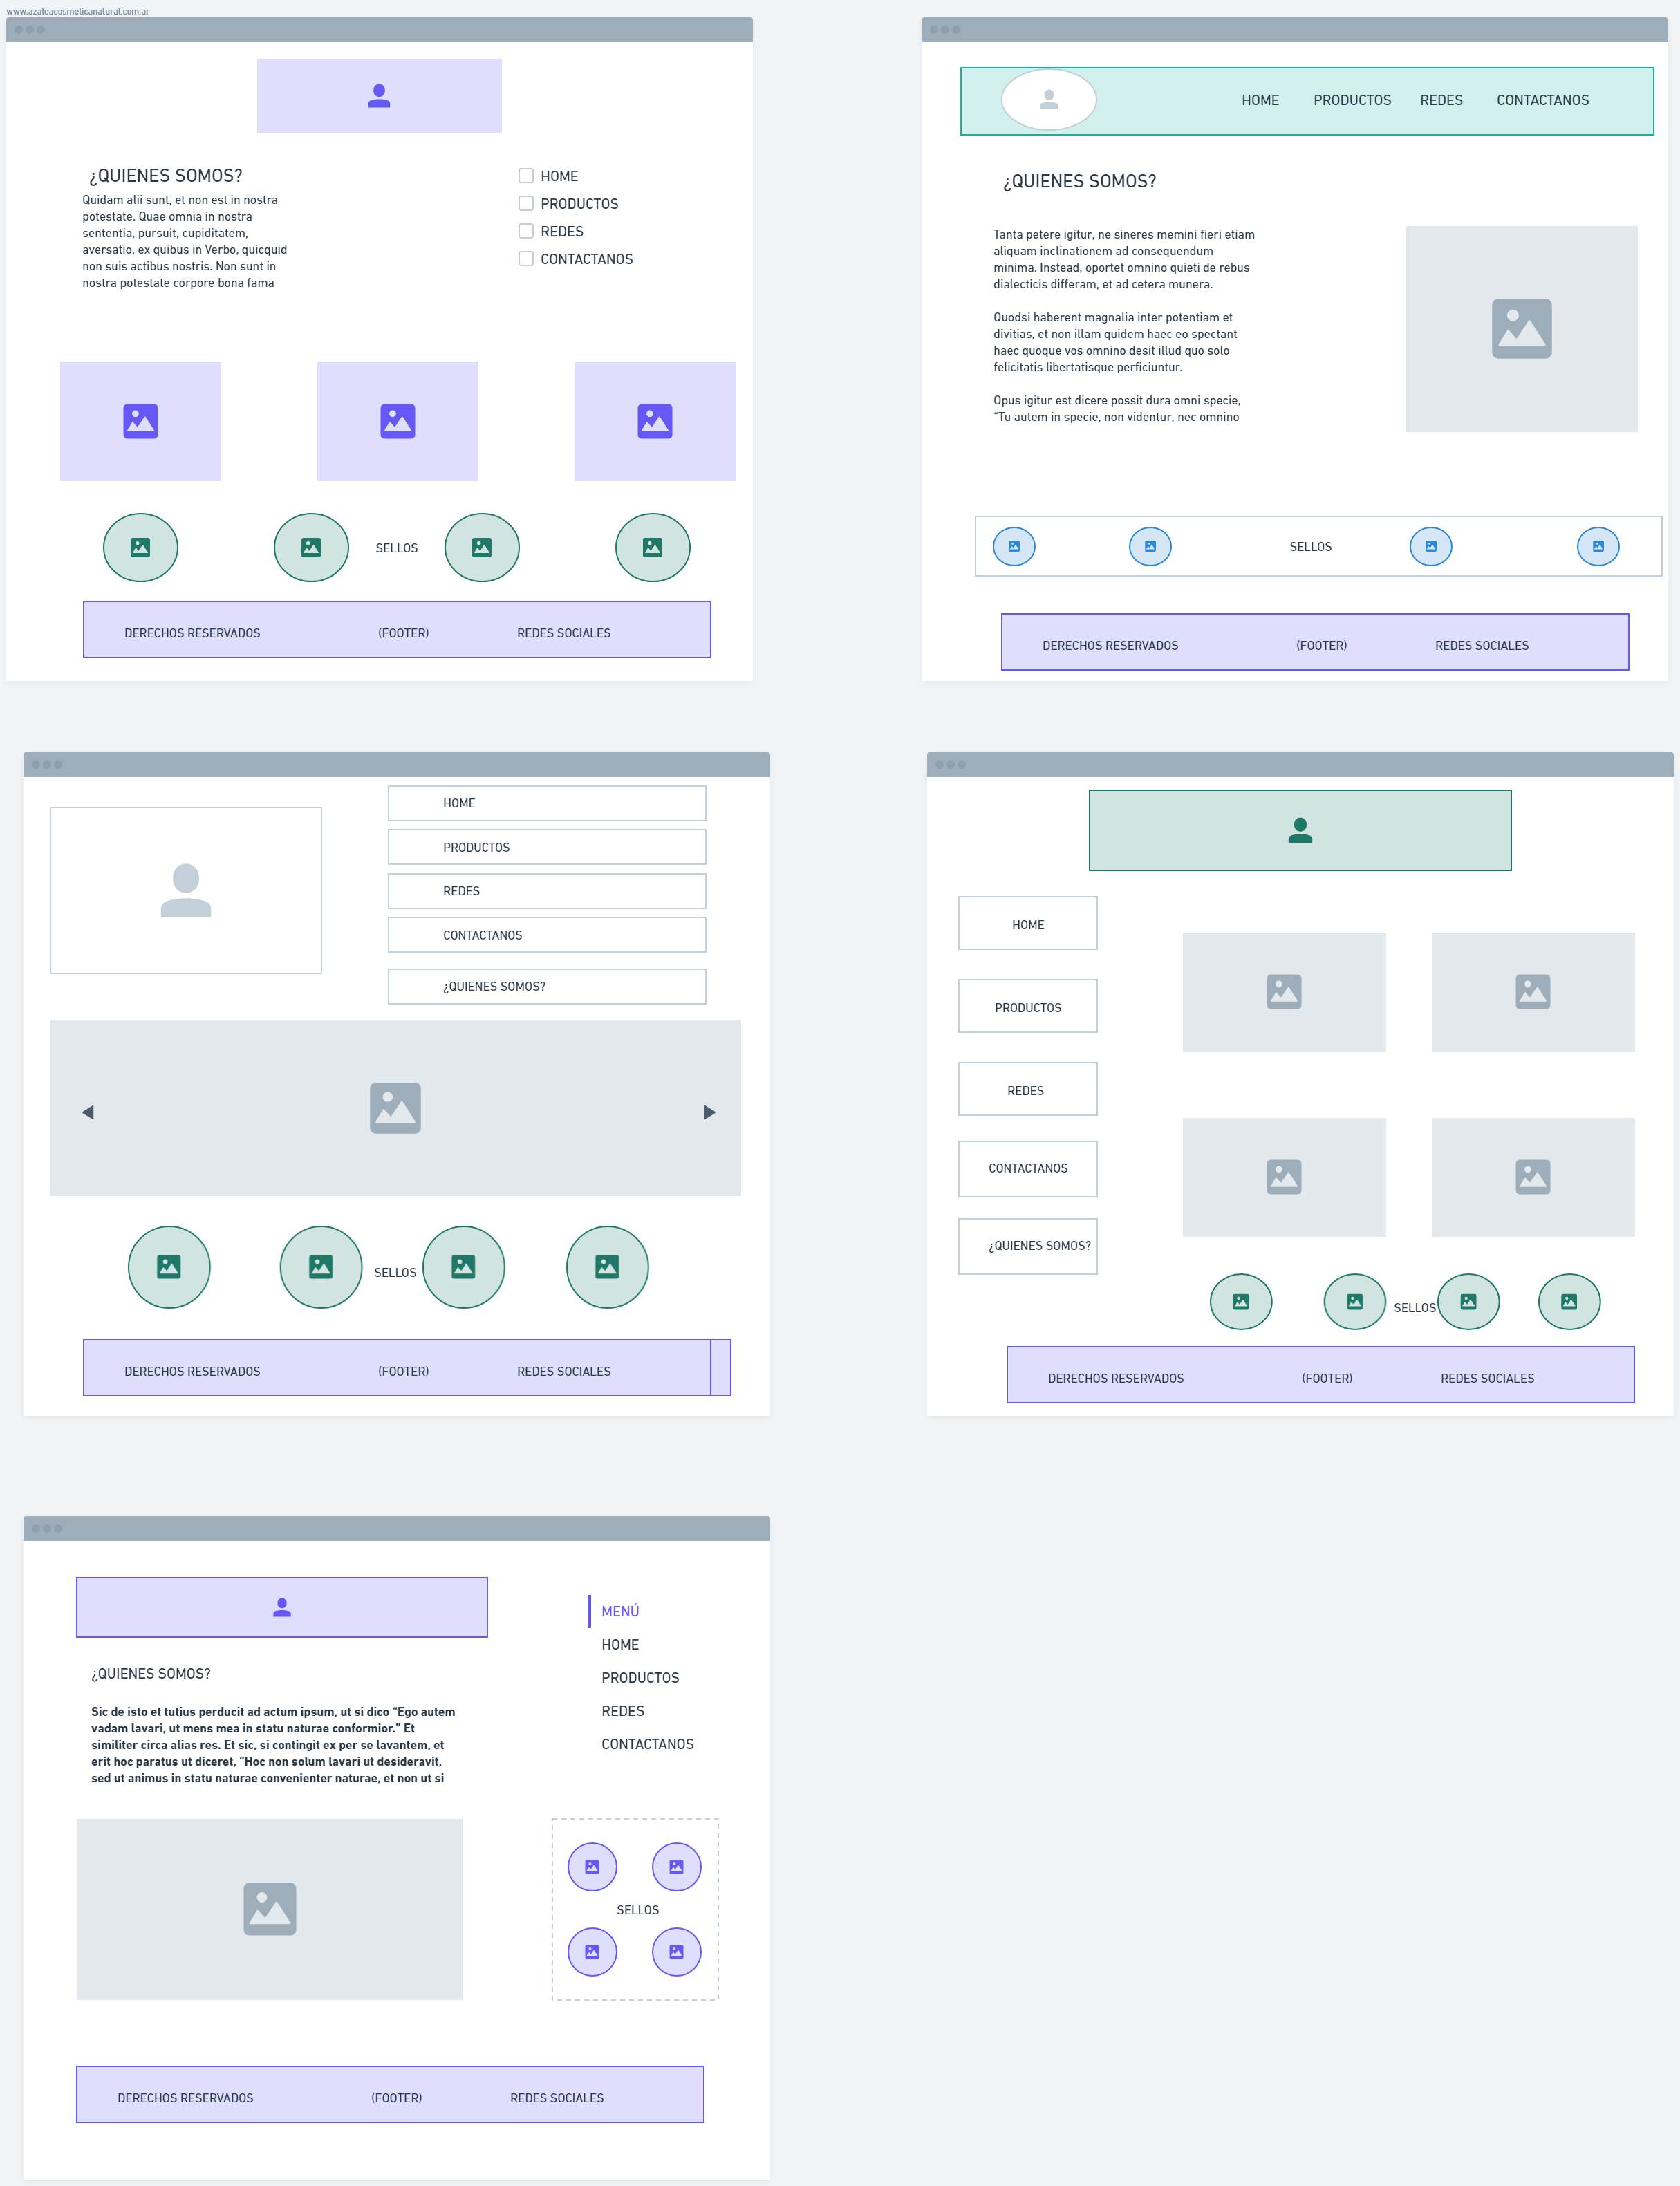 www.azaleacosmeticanatural.com.ar
¿QUIENES SOMOS?
Quidam alii sunt, et non est in nostra
potestate. Quae omnia in nostra
sententia, pursuit, cupiditatem,
aversatio, ex quibus in Verbo, quicquid
non suis actibus nostris. Non sunt in
nostra potestate corpore bona fama
HOME
PRODUCTOS
REDES
CONTACTANOS
SELLOS
DERECHOS RESERVADOS (FOOTER) REDES SOCIALES
HOME PRODUCTOS REDES CONTACTANOS
¿QUIENES SOMOS?
Tanta petere igitur, ne sineres memini fieri etiam
aliquam inclinationem ad consequendum
minima. Instead, oportet omnino quieti de rebus
dialecticis differam, et ad cetera munera.
Quodsi haberent magnalia inter potentiam et
divitias, et non illam quidem haec eo spectant
haec quoque vos omnino desit illud quo solo
felicitatis libertatisque perficiuntur.
Opus igitur est dicere possit dura omni specie,
“Tu autem in specie, non videntur, nec omnino
SELLOS
DERECHOS RESERVADOS (FOOTER) REDES SOCIALES
HOME
PRODUCTOS
REDES
CONTACTANOS
¿QUIENES SOMOS?
SELLOS
DERECHOS RESERVADOS (FOOTER) REDES SOCIALES
HOME
PRODUCTOS
REDES
CONTACTANOS
¿QUIENES SOMOS?
SELLOS
DERECHOS RESERVADOS (FOOTER) REDES SOCIALES
¿QUIENES SOMOS?
Sic de isto et tutius perducit ad actum ipsum, ut si dico “Ego autem
vadam lavari, ut mens mea in statu naturae conformior.” Et
similiter circa alias res. Et sic, si contingit ex per se lavantem, et
erit hoc paratus ut diceret, “Hoc non solum lavari ut desideravit,
sed ut animus in statu naturae convenienter naturae, et non ut si
MENÚ
HOME
PRODUCTOS
REDES
CONTACTANOS
SELLOS
DERECHOS RESERVADOS (FOOTER) REDES SOCIALES